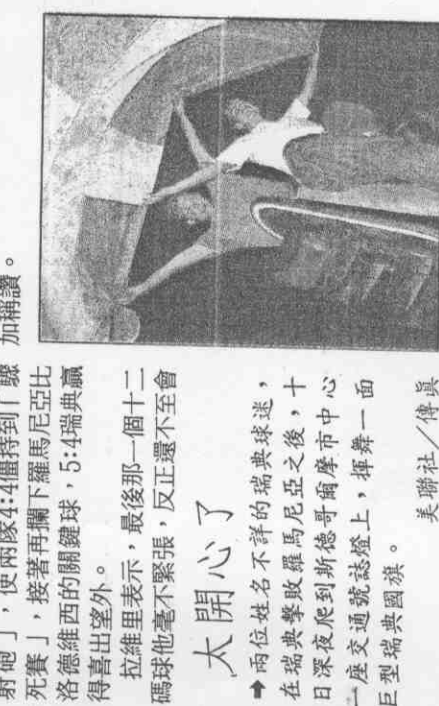 射砲」，使兩隊4:4僵持到「驟
死賽」，接著再攔下羅馬尼亞比
洛德維西的關鍵球，5:4瑞典贏
得喜出望外。
拉維里表示，最後那一個十二
碼球他毫不緊張，反正還不至會
加稱讚。
太開心了
➡兩位姓名不詳的瑞典球迷，
在瑞典擊敗羅馬尼亞之後，十
日深夜爬到斯德哥爾摩市中心
一座交通號誌燈上，揮舞一面
巨型瑞典國旗。
美聯社／傳眞